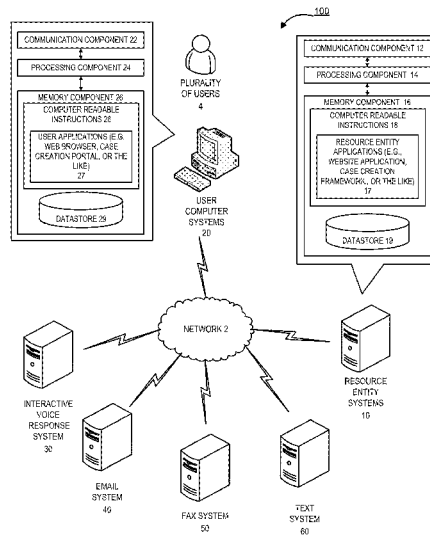 100
COMMUNICATION COMPONENT 22
PROCESSING COMPONENT 24
MEMORY COMPONENT 26
COMPUTER READABLE
INSTRUCTIONS 28
USER APPLICATIONS (E.G.
WEB BROWSER, CASE
CREATION PORTAL, OR THE
LIKE)
27
DATASTORE 29
PLURALITY
OF USERS
4
USER
COMPUTER
SYSTEMS
20
COMMUNICATION COMPONENT 12
PROCESSING COMPONENT 14
MEMORY COMPONENT 16
COMPUTER READABLE
INSTRUCTIONS 18
RESOURCE ENTITY
APPLICATIONS (E.G.,
WEBSITE APPLICATION,
CASE CREATION
FRAMEWORK, OR THE LIKE)
17
DATASTORE 19
NETWORK 2
INTERACTIVE
VOICE
RESPONSE
SYSTEM
30
EMAIL
SYSTEM
40
FAX SYSTEM
50
TEXT
SYSTEM
60
RESOURCE
ENTITY
SYSTEMS
10